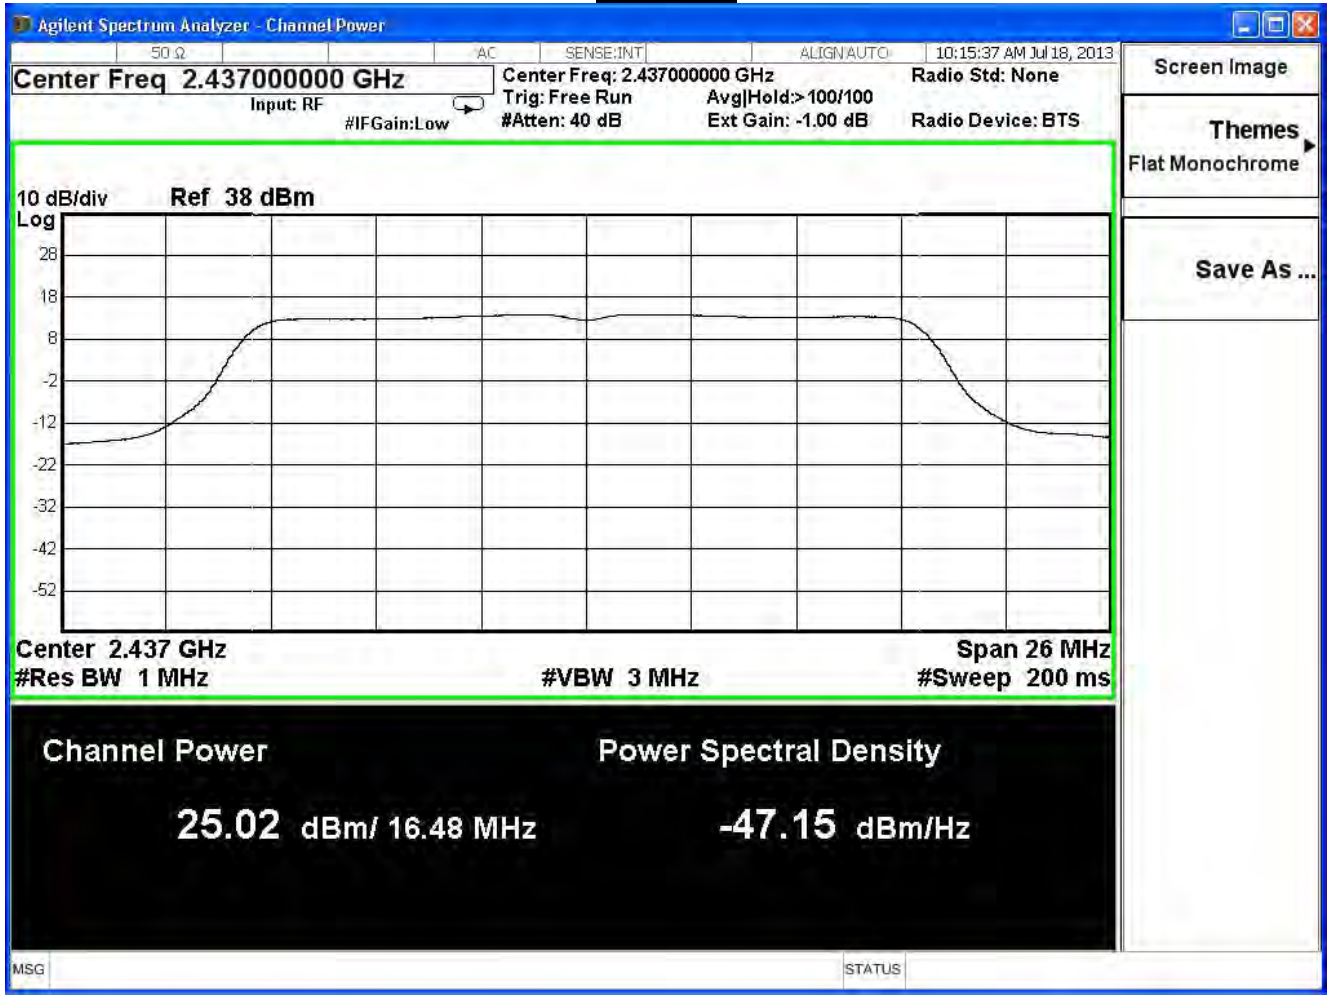 Agilent Spectrum Analyzer - Channel Power
50 Ω AC SENSE:INT ALIGN AUTO 10:15:37 AM Jul 18, 2013
Center Freq 2.437000000 GHz
Input: RF
#IFGain:Low
Center Freq: 2.437000000 GHz
Trig: Free Run Avg|Hold:>100/100
#Atten: 40 dB Ext Gain: -1.00 dB
Radio Std: None
Radio Device: BTS
Screen Image
Themes
Flat Monochrome
Save As ...
10 dB/div Ref 38 dBm
Log
28
18
8
-2
-12
-22
-32
-42
-52
Center 2.437 GHz Span 26 MHz
#Res BW 1 MHz #VBW 3 MHz #Sweep 200 ms
Channel Power Power Spectral Density
25.02 dBm/ 16.48 MHz -47.15 dBm/Hz
MSG STATUS